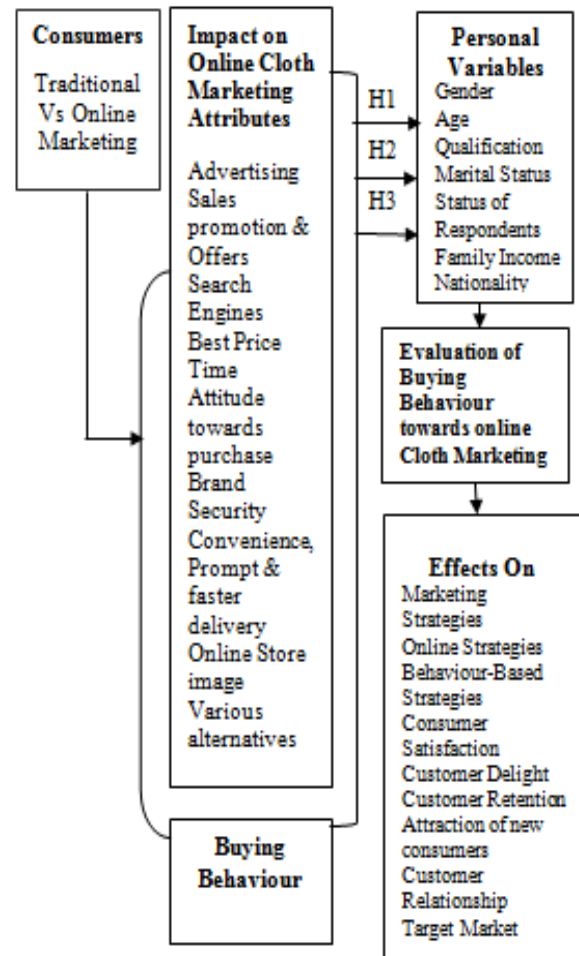 Consumers
Traditional
Vs Online
Marketing
Impact on
Online Cloth
Marketing
Attributes
Advertising
Sales
promotion &
Offers
Search
Engines
Best Price
Time
Attitude
towards
purchase
Brand
Security
Convenience,
Prompt &
faster
delivery
Online Store
image
Various
alternatives
Buying
Behaviour
H1
H2
H3
Personal
Variables
Gender
Age
Qualification
Marital Status
Status of
Respondents
Family Income
Nationality
Evaluation of
Buying
Behaviour
towards online
Cloth Marketing
Effects On
Marketing
Strategies
Online Strategies
Behaviour-Based
Strategies
Consumer
Satisfaction
Customer Delight
Customer Retention
Attraction of new
consumers
Customer
Relationship
Target Market